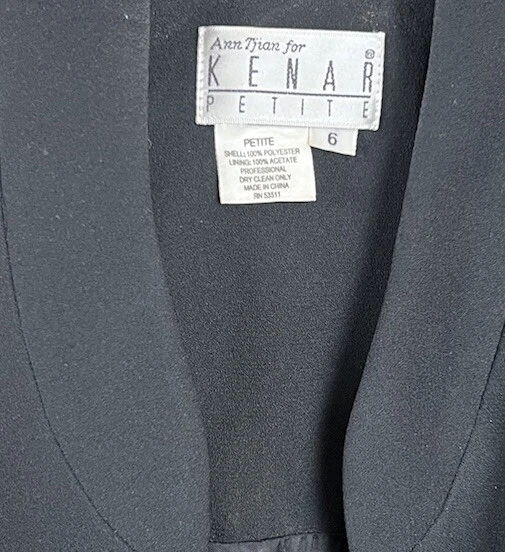 Ann Tjian for
KENAR®
PETITE
6
PETITE
SHELL: 100% POLYESTER
LINING: 100% ACETATE
PROFESSIONAL
DRY CLEAN ONLY
MADE IN CHINA
RN 53511